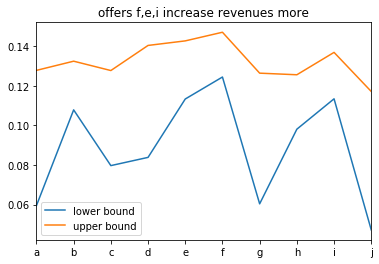 offers f,e,i increase revenues more
0.14
0.12
0.10
0.08
0.06
lower bound
upper bound
a b c d e f g h i j